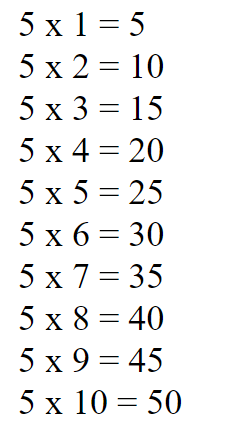 5 x 1 = 5
5 x 2 = 10
5 x 3 = 15
5 x 4 = 20
5 x 5 = 25
5 x 6 = 30
5 x 7 = 35
5 x 8 = 40
5 x 9 = 45
5 x 10 = 50